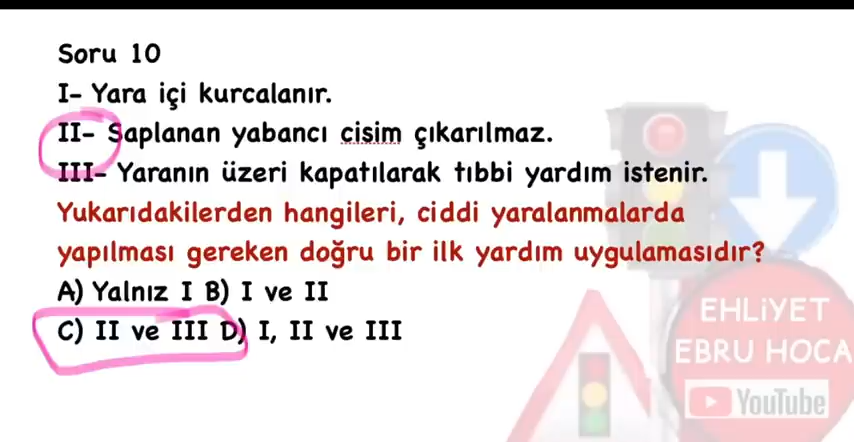 Soru 10
I- Yara içi kurcalanır.
II- Saplanan yabancı cisim çıkarılmaz.
III- Yaranın üzeri kapatılarak tıbbi yardım istenir.
Yukarıdakilerden hangileri, ciddi yaralanmalarda
yapılması gereken doğru bir ilk yardım uygulamasıdır?
A) Yalnız I B) I ve II
C) II ve III D) I, II ve III
EHLİYET
EBRU HOCA
YouTube